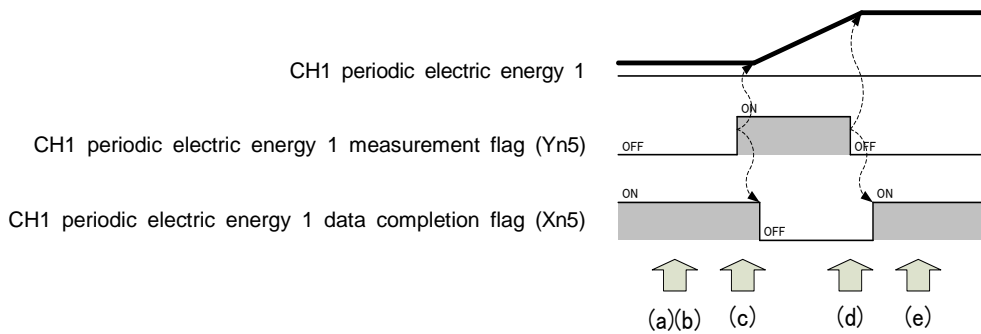 CH1 periodic electric energy 1
ON
CH1 periodic electric energy 1 measurement flag (Yn5)
OFF
OFF
ON
ON
CH1 periodic electric energy 1 data completion flag (Xn5)
OFF
(a)(b) (c) (d) (e)